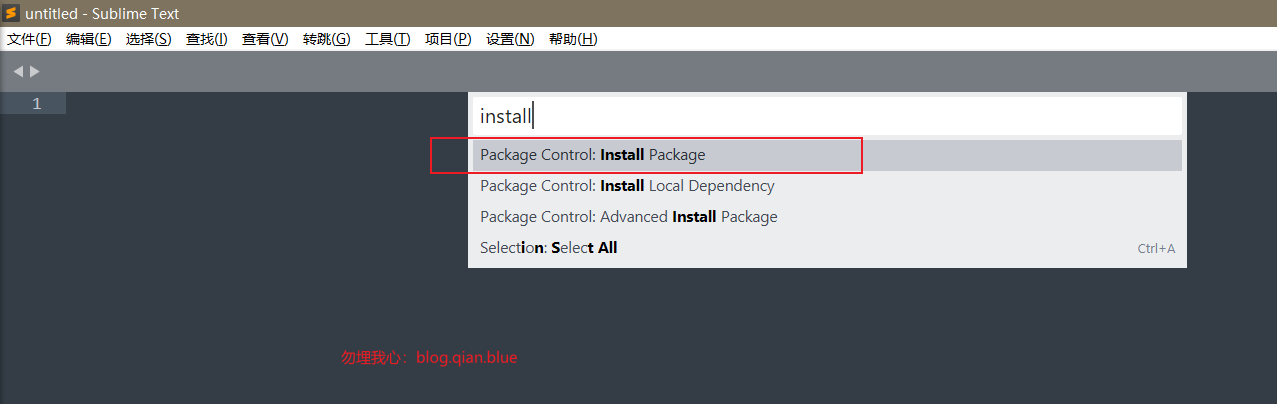 untitled - Sublime Text
文件(F) 编辑(E) 选择(S) 查找(I) 查看(V) 转跳(G) 工具(T) 项目(P) 设置(N) 帮助(H)
1
install
Package Control: Install Package
Package Control: Install Local Dependency
Package Control: Advanced Install Package
Selection: Select All Ctrl+A
勿埋我心：blog.qian.blue